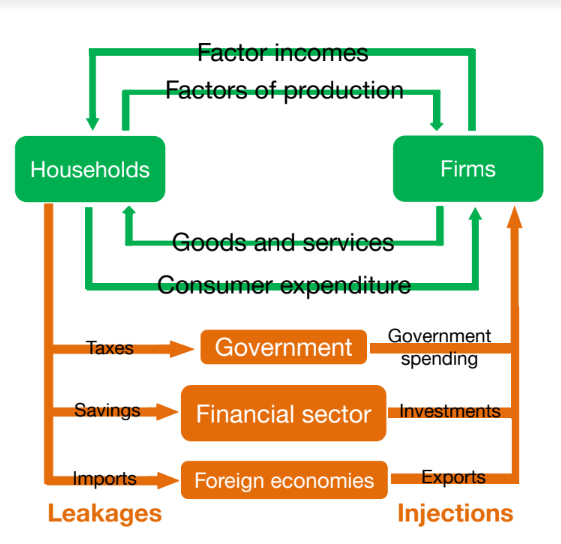 Factor incomes
Factors of production
Households
Firms
Goods and services
Consumer expenditure
Taxes
Government
Government
spending
Savings
Financial sector
Investments
Imports
Foreign economies
Exports
Leakages
Injections